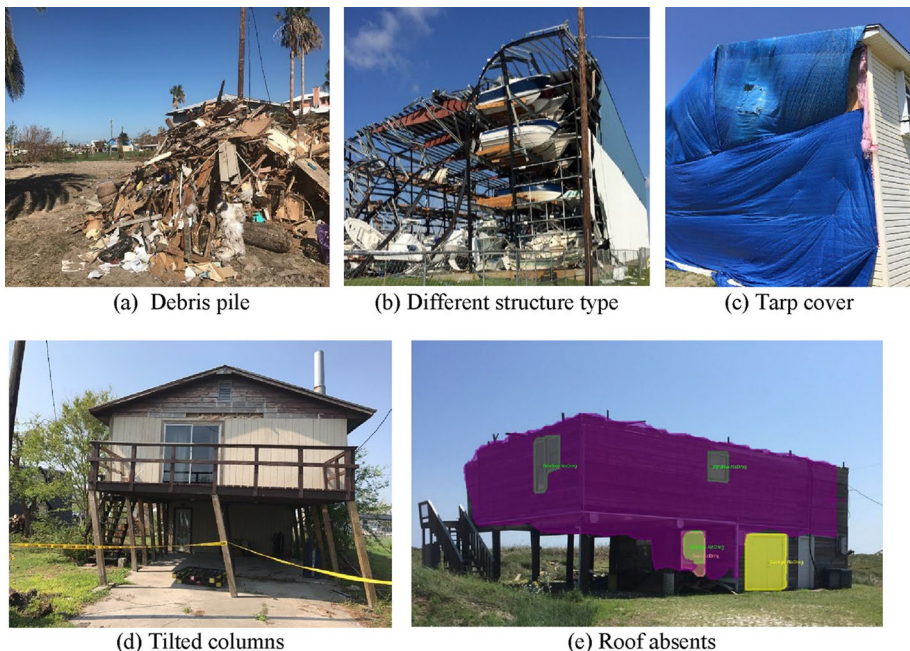 (a) Debris pile
(b) Different structure type
(c) Tarp cover
(d) Tilted columns
(e) Roof absents